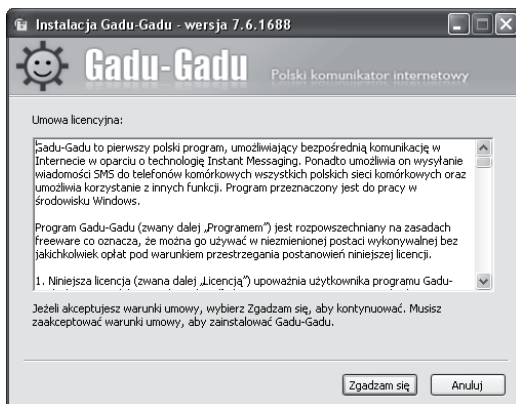 Instalacja Gadu-Gadu - wersja 7.6.1688
Gadu-Gadu Polski komunikator internetowy
Umowa licencyjna:
Gadu-Gadu to pierwszy polski program, umożliwiający bezpośrednią komunikację w
Internecie w oparciu o technologię Instant Messaging. Ponadto umożliwia on wysyłanie
wiadomości SMS do telefonów komórkowych wszystkich polskich sieci komórkowych oraz
umożliwia korzystanie z innych funkcji. Program przeznaczony jest do pracy w
środowisku Windows.
Program Gadu-Gadu (zwany dalej „Programem”) jest rozpowszechniany na zasadach
freeware co oznacza, że można go używać w niezmienionej postaci wykonywalnej bez
jakichkolwiek opłat pod warunkiem przestrzegania postanowień niniejszej licencji.
1. Niniejsza licencja (zwana dalej „Licencją”) upoważnia użytkownika programu Gadu-
Jeżeli akceptujesz warunki umowy, wybierz Zgadzam się, aby kontynuować. Musisz
zaakceptować warunki umowy, aby zainstalować Gadu-Gadu.
Zgadzam się Anuluj